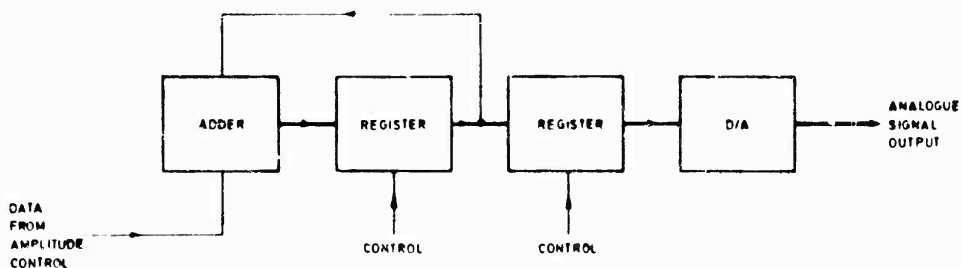 ADDER
REGISTER
REGISTER
D/A
ANALOGUE
SIGNAL
OUTPUT
DATA
FROM
AMPLITUDE
CONTROL
CONTROL
CONTROL